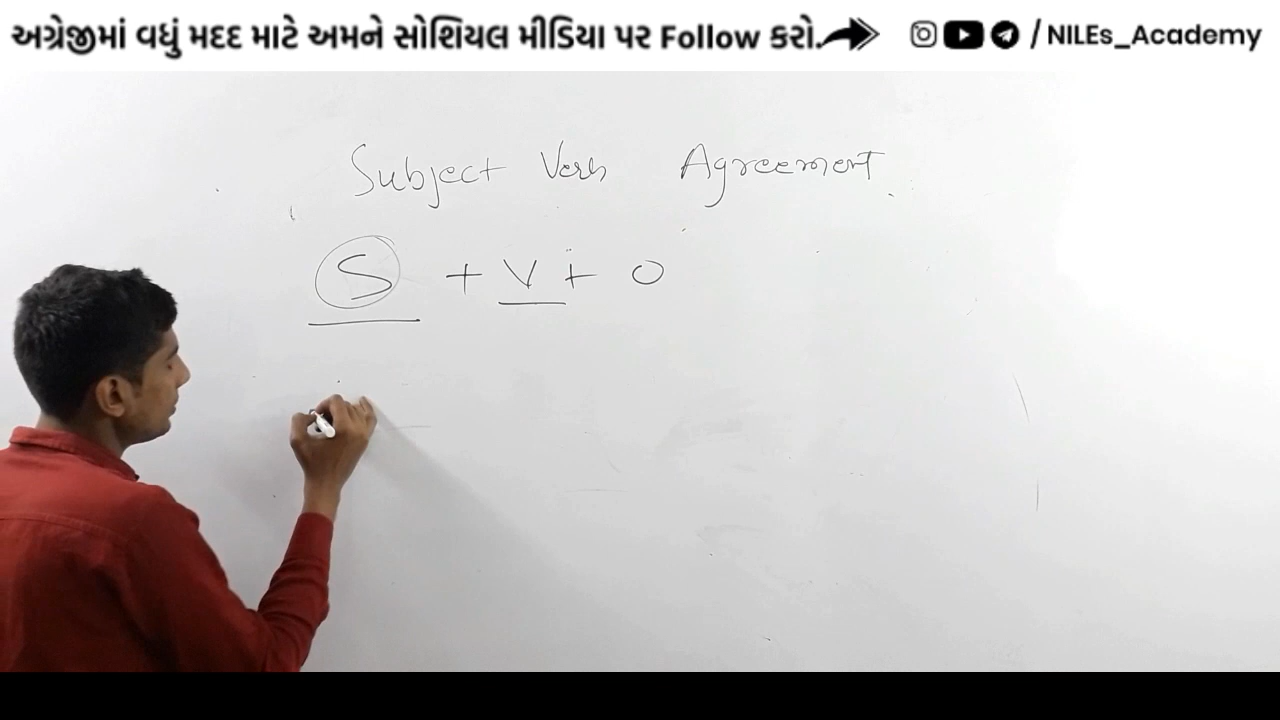 અગ્રેજીમાં વધું મદદ માટે અમને સોશિયલ મીડિયા પર Follow કરો. / NILEs_Academy
Subject Verb Agreement
S + V + O